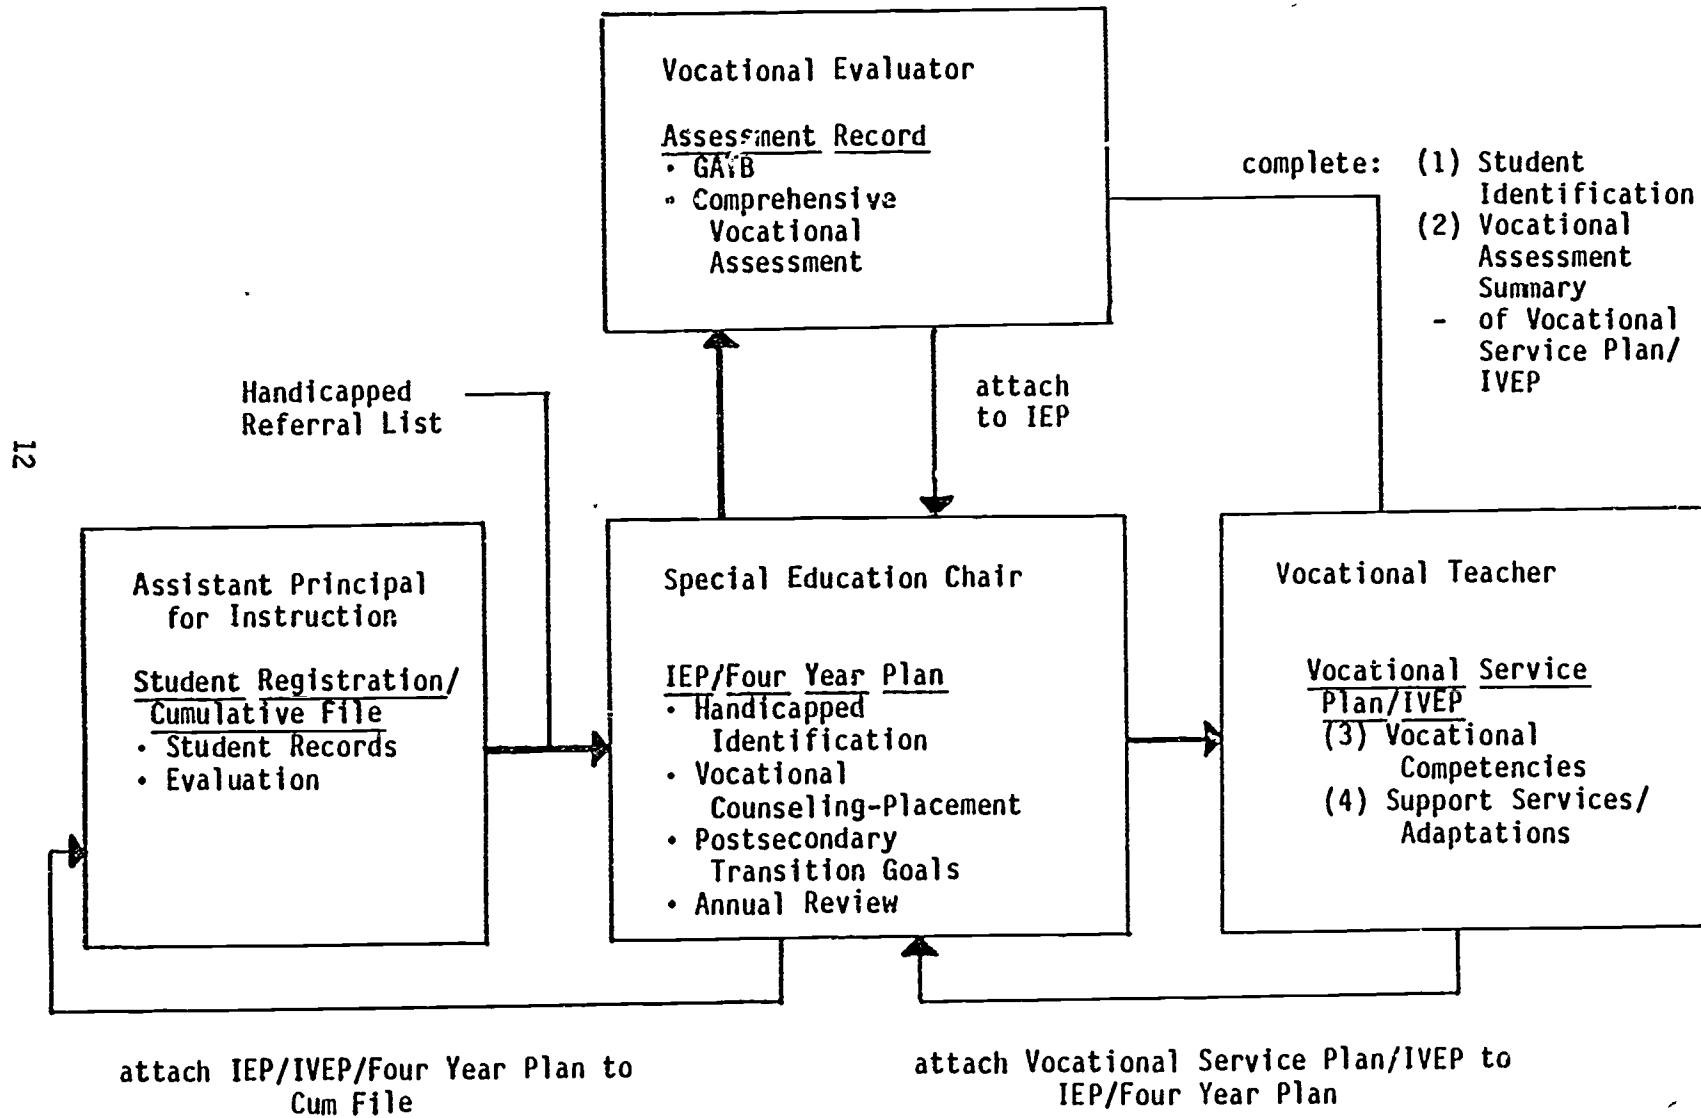 Vocational Evaluator
Assessment Record
• GATB
• Comprehensive
Vocational
Assessment
complete: (1) Student
Identification
(2) Vocational
Assessment
Summary
- of Vocational
Service Plan/
IVEP
Handicapped
Referral List
attach
to IEP
12
Assistant Principal
for Instruction
Student Registration/
Cumulative File
• Student Records
• Evaluation
Special Education Chair
IEP/Four Year Plan
• Handicapped
Identification
• Vocational
Counseling-Placement
• Postsecondary
Transition Goals
• Annual Review
Vocational Teacher
Vocational Service
Plan/IVEP
(3) Vocational
Competencies
(4) Support Services/
Adaptations
attach IEP/IVEP/Four Year Plan to
Cum File
attach Vocational Service Plan/IVEP to
IEP/Four Year Plan